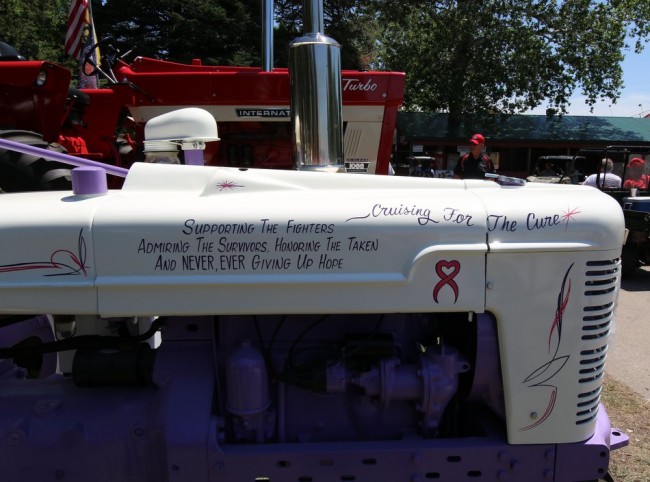 Turbo
INTERNAT
Cruising For The Cure
Supporting The Fighters
Admiring The Survivors, Honoring The Taken
And NEVER, EVER Giving Up Hope